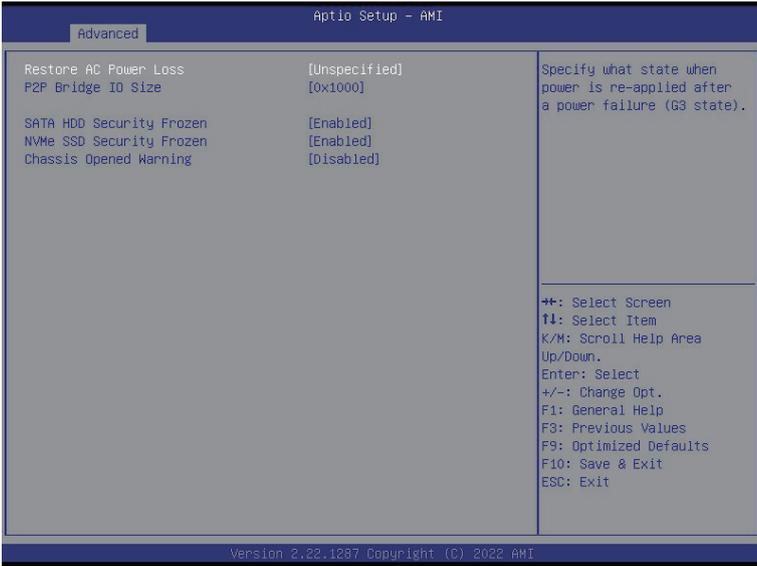 Aptio Setup – AMI
Advanced
Restore AC Power Loss [Unspecified]
P2P Bridge IO Size [0x1000]
SATA HDD Security Frozen [Enabled]
NVMe SSD Security Frozen [Enabled]
Chassis Opened Warning [Disabled]
Specify what state when
power is re-applied after
a power failure (G3 state).
→←: Select Screen
↑↓: Select Item
K/M: Scroll Help Area
Up/Down.
Enter: Select
+/-: Change Opt.
F1: General Help
F3: Previous Values
F9: Optimized Defaults
F10: Save & Exit
ESC: Exit
Version 2.22.1287 Copyright (C) 2022 AMI